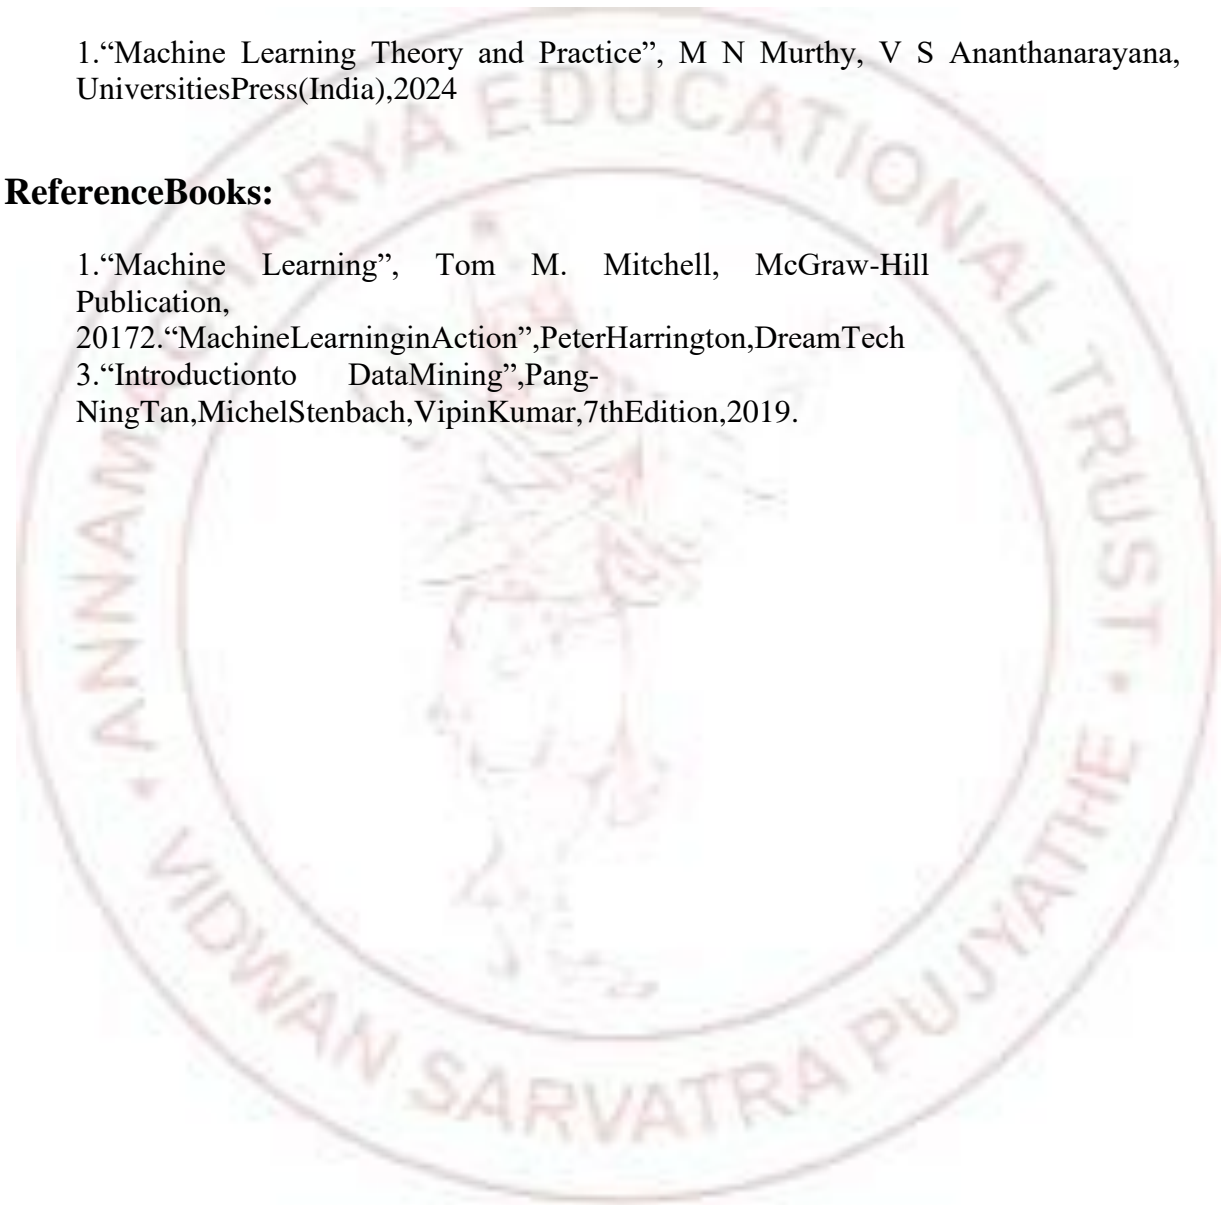 1.“Machine Learning Theory and Practice”, M N Murthy, V S Ananthanarayana,
UniversitiesPress(India),2024
ReferenceBooks:
1.“Machine Learning”, Tom M. Mitchell, McGraw-Hill
Publication,
20172.“MachineLearninginAction”,PeterHarrington,DreamTech
3.“Introductionto DataMining”,Pang-
NingTan,MichelStenbach,VipinKumar,7thEdition,2019.
ANNAMACHARYA EDUCATIONAL TRUST
• VIDWAN SARVATRA PUJYATHE •